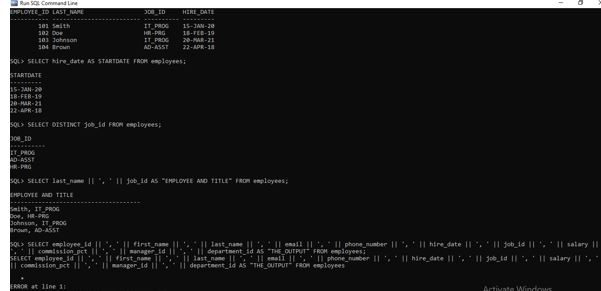 Run SQL Command Line
EMPLOYEE_ID LAST_NAME JOB_ID HIRE_DATE
----------- ------------------------- ---------- ---------
101 Smith IT_PROG 15-JAN-20
102 Doe HR-PRG 18-FEB-19
103 Johnson IT_PROG 20-MAR-21
104 Brown AD-ASST 22-APR-18
SQL> SELECT hire_date AS STARTDATE FROM employees;
STARTDATE
---------
15-JAN-20
18-FEB-19
20-MAR-21
22-APR-18
SQL> SELECT DISTINCT job_id FROM employees;
JOB_ID
----------
IT_PROG
AD-ASST
HR-PRG
SQL> SELECT last_name || ', ' || job_id AS "EMPLOYEE AND TITLE" FROM employees;
EMPLOYEE AND TITLE
-------------------------------------
Smith, IT_PROG
Doe, HR-PRG
Johnson, IT_PROG
Brown, AD-ASST
SQL> SELECT employee_id || ', ' || first_name || ', ' || last_name || ', ' || email || ', ' || phone_number || ', ' || hire_date || ', ' || job_id || ', ' || salary ||
', ' || commission_pct || ', ' || manager_id || ', ' || department_id AS "THE_OUTPUT" FROM employees;
SELECT employee_id || ', ' || first_name || ', ' || last_name || ', ' || email || ', ' || phone_number || ', ' || hire_date || ', ' || job_id || ', ' || salary || ', '
|| commission_pct || ', ' || manager_id || ', ' || department_id AS "THE_OUTPUT" FROM employees
*
ERROR at line 1:
Activate Windows